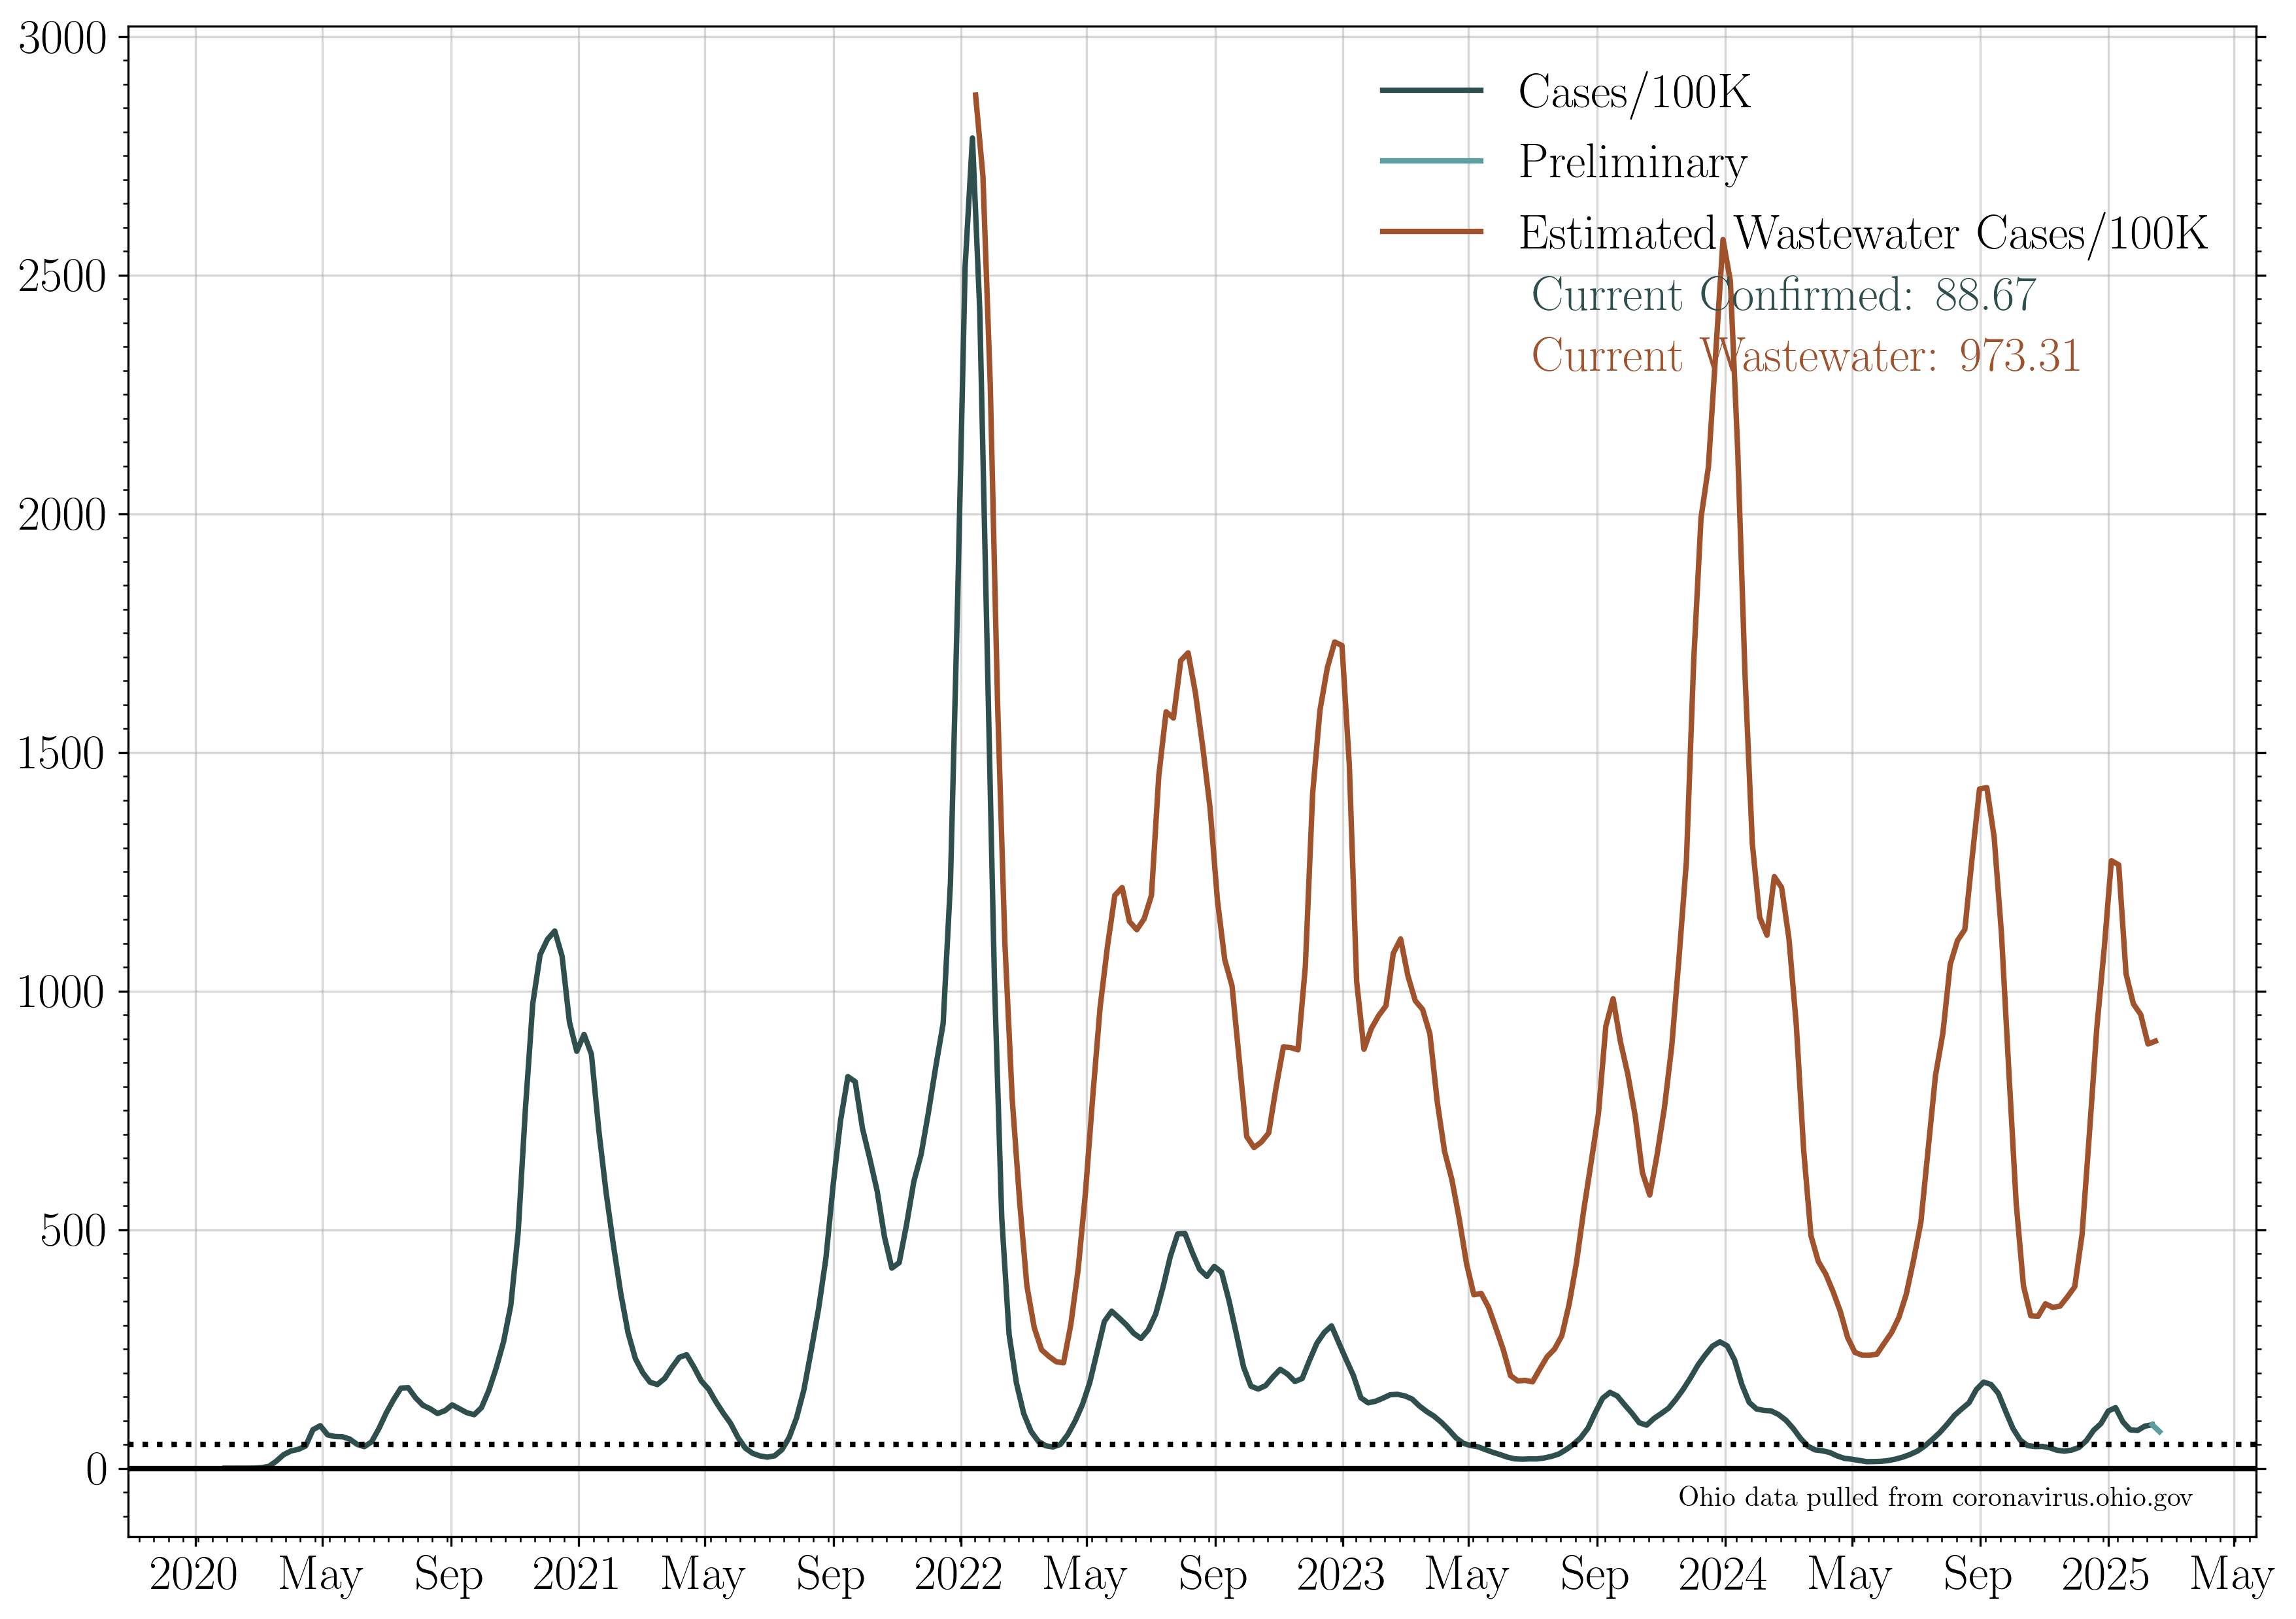 3000
2500
2000
1500
1000
500
0
Cases/100K
Preliminary
Estimated Wastewater Cases/100K
Current Confirmed: 88.67
Current Wastewater: 973.31
Ohio data pulled from coronavirus.ohio.gov
2020 May Sep 2021 May Sep 2022 May Sep 2023 May Sep 2024 May Sep 2025 May